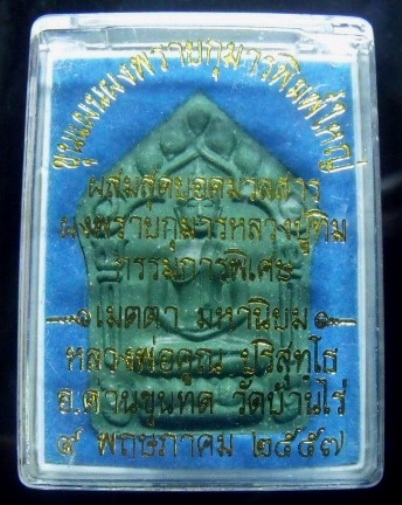 ขุนแผนผงพรายกุมารพิมพ์ใหญ่
ผสมสุดยอดมวลสาร
ผงพรายกุมารหลวงปู่ทิม
กรรมการพิเศษ
เมตตา มหานิยม
หลวงพ่อคูณ ปริสุทฺโธ
อ.ด่านขุนทด วัดบ้านไร่
๙ พฤษภาคม ๒๕๕๗